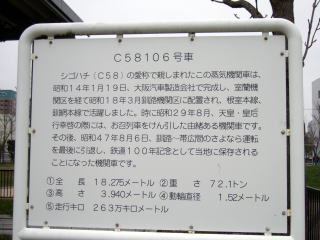 C58106号車
シゴハチ(C58)の愛称で親しまれたこの蒸気機関車は、
昭和14年1月19日、大阪汽車製造会社で完成し、室蘭機
関区を経て昭和18年3月釧路機関区に配置され、根室本線、
釧網本線で活躍しました。時に昭和29年8月、天皇・皇后
行幸啓の際には、お召列車をけん引した由緒ある機関車です。
その後、昭和47年8月6日、釧路~帯広間のさよなら運転
を最後に引退し、鉄道100年記念として当地に保存される
ことになった機関車です。
①全 長 18,275メートル ②重 さ 72.1トン
③高 さ 3.940メートル ④動輪直径 1.52メートル
⑤走行キロ 263万キロメートル